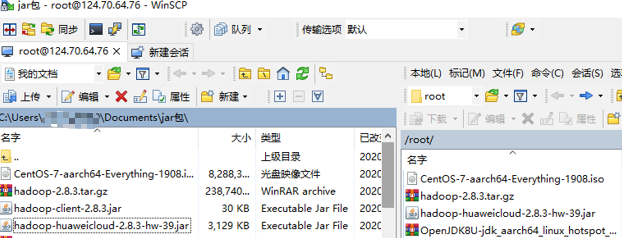 jar包 - root@124.70.64.76 - WinSCP
同步
队列
传输选项 默认
root@124.70.64.76 × 新建会话
我的文档
上传 编辑 属性 新建
C:\Users\ \Documents\jar包\
名字 大小 类型 已改
.. 上级目录 2020
CentOS-7-aarch64-Everything-1908.i... 8,288,3... 光盘映像文件 2020
hadoop-2.8.3.tar.gz 238,740... WinRAR archive 2020
hadoop-client-2.8.3.jar 30 KB Executable Jar File 2020
hadoop-huaweicloud-2.8.3-hw-39.jar 3,129 KB Executable Jar File 2020
本地(L) 标记(M) 文件(F) 命令(C) 会话(S)
root
下载 编辑 属性
/root/
名字
CentOS-7-aarch64-Everything-1908.iso
hadoop-2.8.3.tar.gz
hadoop-huaweicloud-2.8.3-hw-39.jar
OpenJDK8U-jdk_aarch64_linux_hotspot_...